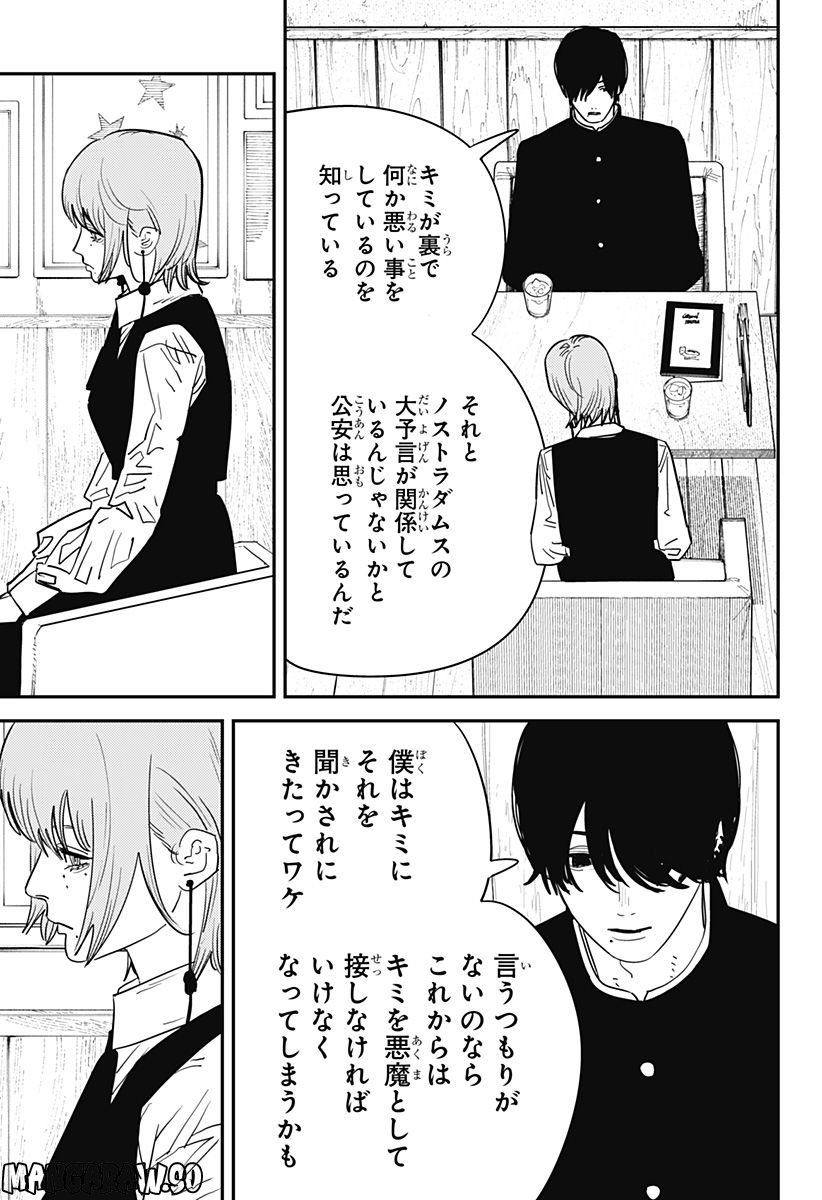 キミが裏で
何か悪い事を
しているのを
知っている
それと
ノストラダムスの
大予言が関係して
いるんじゃないかと
公安は思っているんだ
僕はキミに
それを
聞かされに
きたってワケ
言うつもりが
ないのなら
これからは
キミを悪魔として
接しなければ
いけなく
なってしまうかも
MANGARAW.90